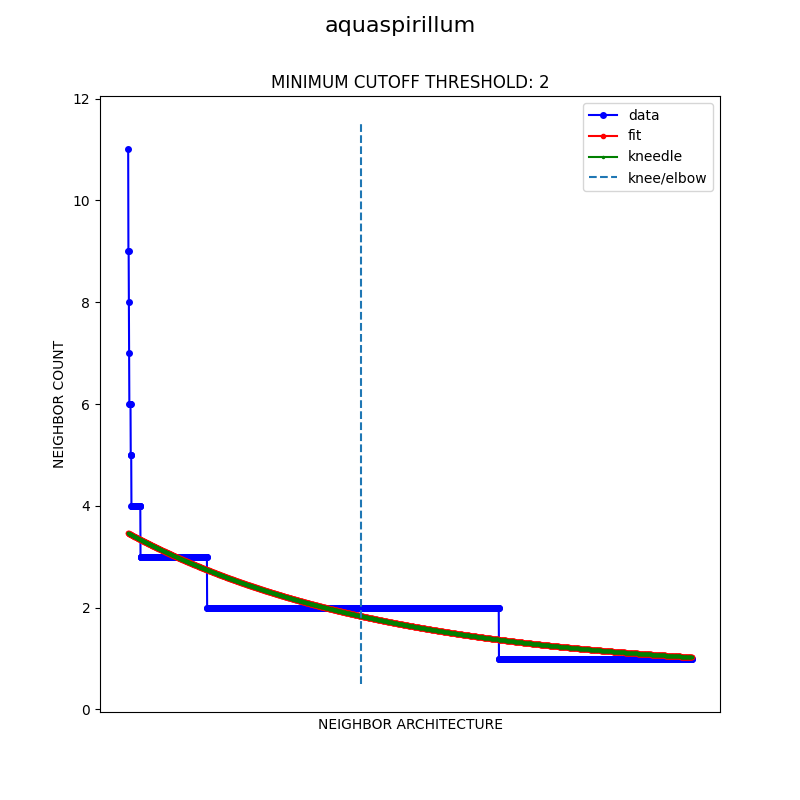 aquaspirillum
MINIMUM CUTOFF THRESHOLD: 2
12
10
8
6
4
2
0
NEIGHBOR COUNT
data
fit
kneedle
knee/elbow
NEIGHBOR ARCHITECTURE